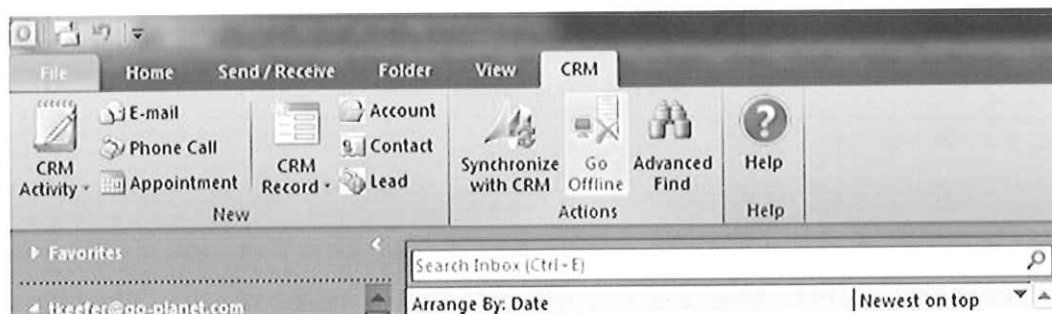 File Home Send / Receive Folder View CRM
CRM Activity
E-mail
Phone Call
Appointment
CRM Record
Account
Contact
Lead
New
Synchronize with CRM
Go Offline
Advanced Find
Actions
Help
Help
Favorites
Search Inbox (Ctrl+E)
tkeefer@go-planet.com
Arrange By: Date Newest on top